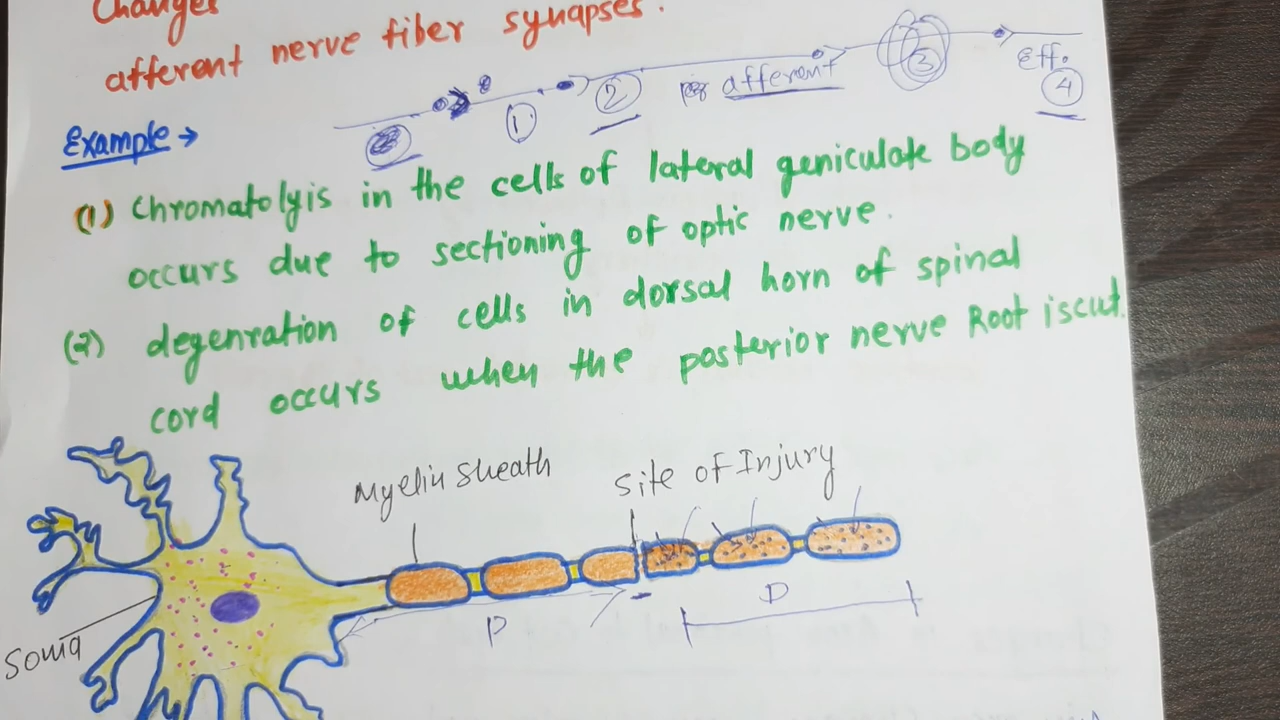 Changes
afferent nerve fiber synapses.
1 2 afferent 3 Eff. 4
Example →
(1) Chromatolyis in the cells of lateral geniculate body
occurs due to sectioning of optic nerve.
(2) degenration of cells in dorsal horn of spinal
cord occurs when the posterior nerve Root is cut.
Myelin Sheath
Site of Injury
P
D
Soma